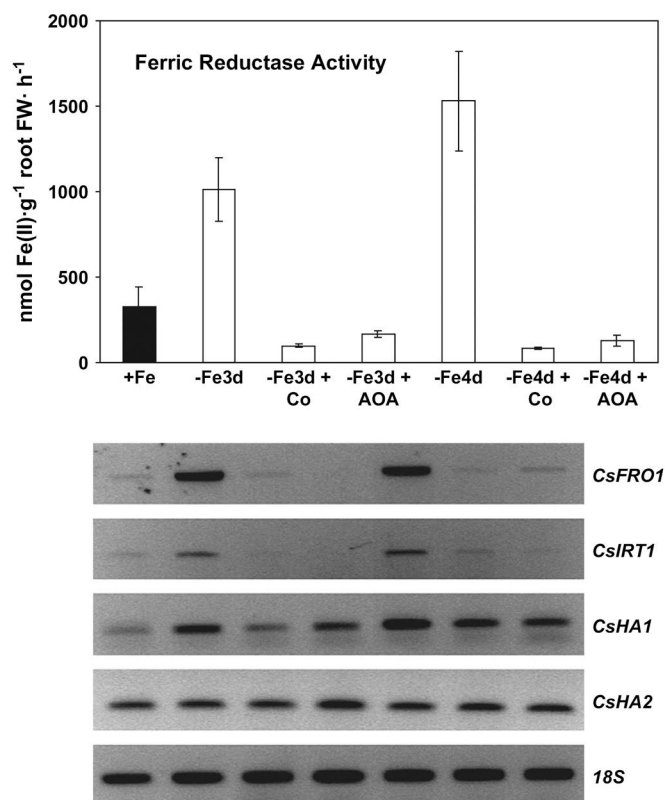 2000
Ferric Reductase Activity
1500
1000
500
0
nmol Fe(II)·g⁻¹ root FW· h⁻¹
+Fe -Fe3d -Fe3d + Co -Fe3d + AOA -Fe4d -Fe4d + Co -Fe4d + AOA
CsFRO1
CsIRT1
CsHA1
CsHA2
18S